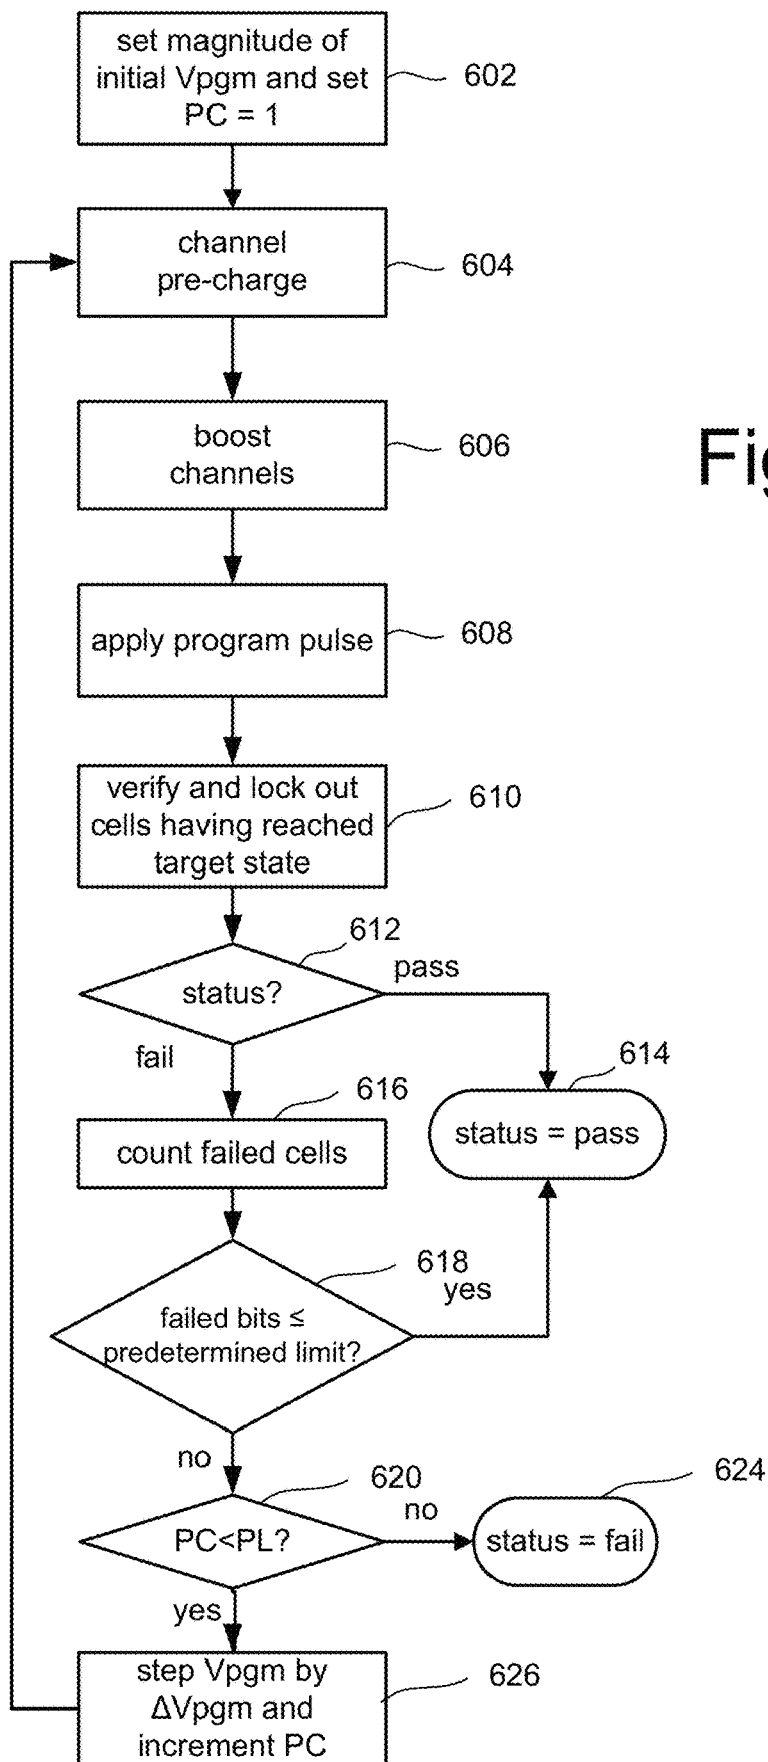 set magnitude of
initial Vpgm and set
PC = 1
602
channel
pre-charge
604
boost
channels
606
apply program pulse
608
verify and lock out
cells having reached
target state
610
612
status?
pass
fail
614
status = pass
616
count failed cells
618
yes
failed bits ≤
predetermined limit?
no
620
no
624
PC<PL?
status = fail
yes
step Vpgm by
ΔVpgm and
increment PC
626